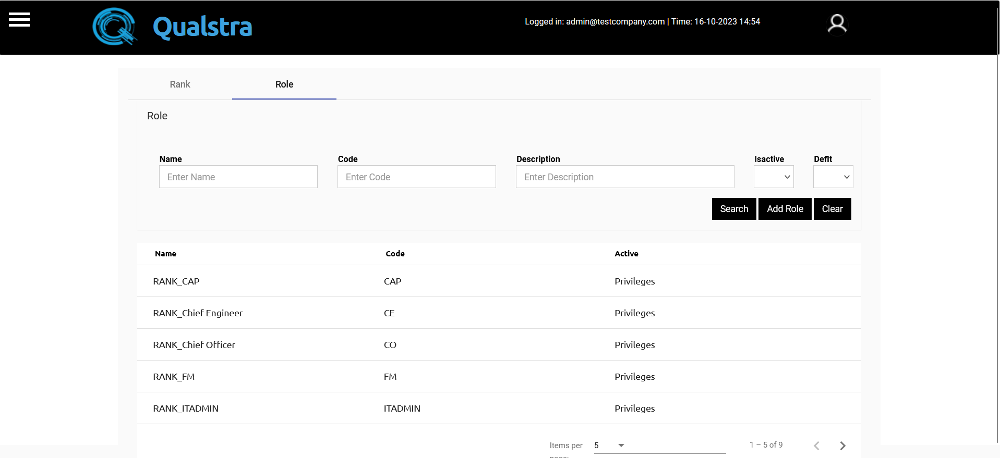 Qualstra
Logged in: admin@testcompany.com | Time: 16-10-2023 14:54
Rank Role
Role
Name Code Description Isactive Deflt
Enter Name Enter Code Enter Description
Search Add Role Clear
Name Code Active
RANK_CAP CAP Privileges
RANK_Chief Engineer CE Privileges
RANK_Chief Officer CO Privileges
RANK_FM FM Privileges
RANK_ITADMIN ITADMIN Privileges
Items per page: 5 1 – 5 of 9